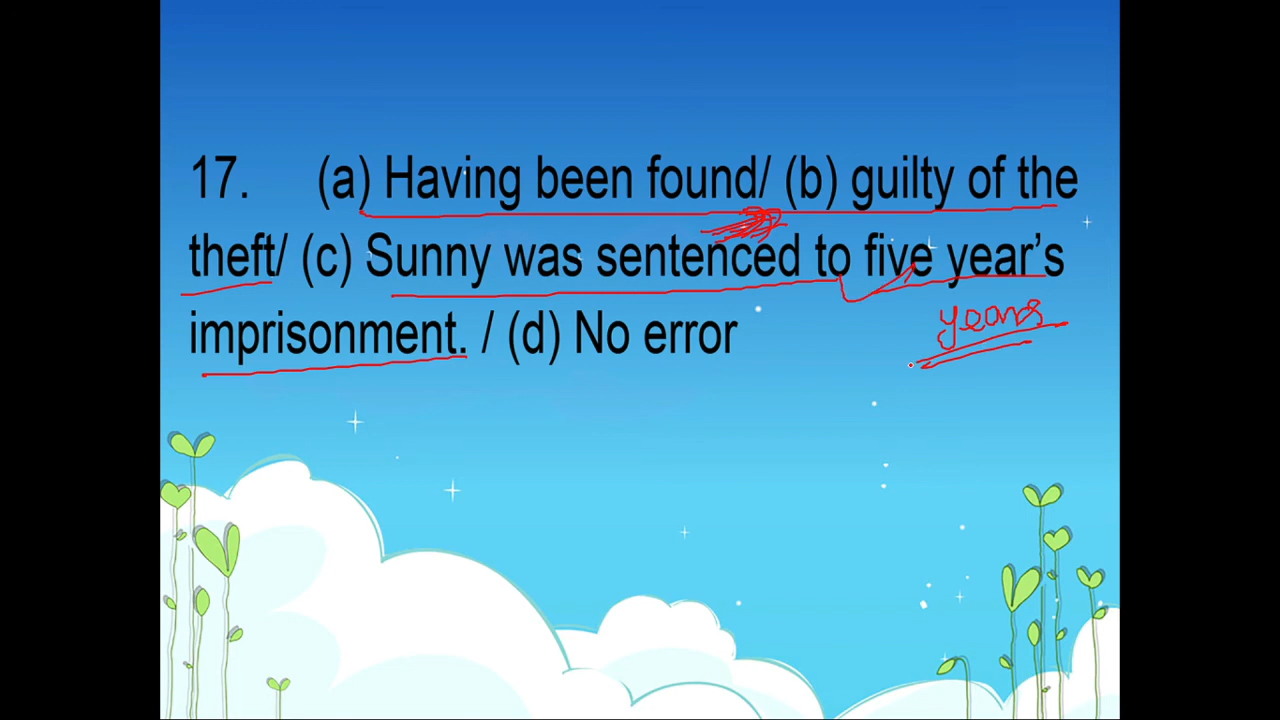 17. (a) Having been found/ (b) guilty of the
theft/ (c) Sunny was sentenced to five year's
imprisonment. / (d) No error
years